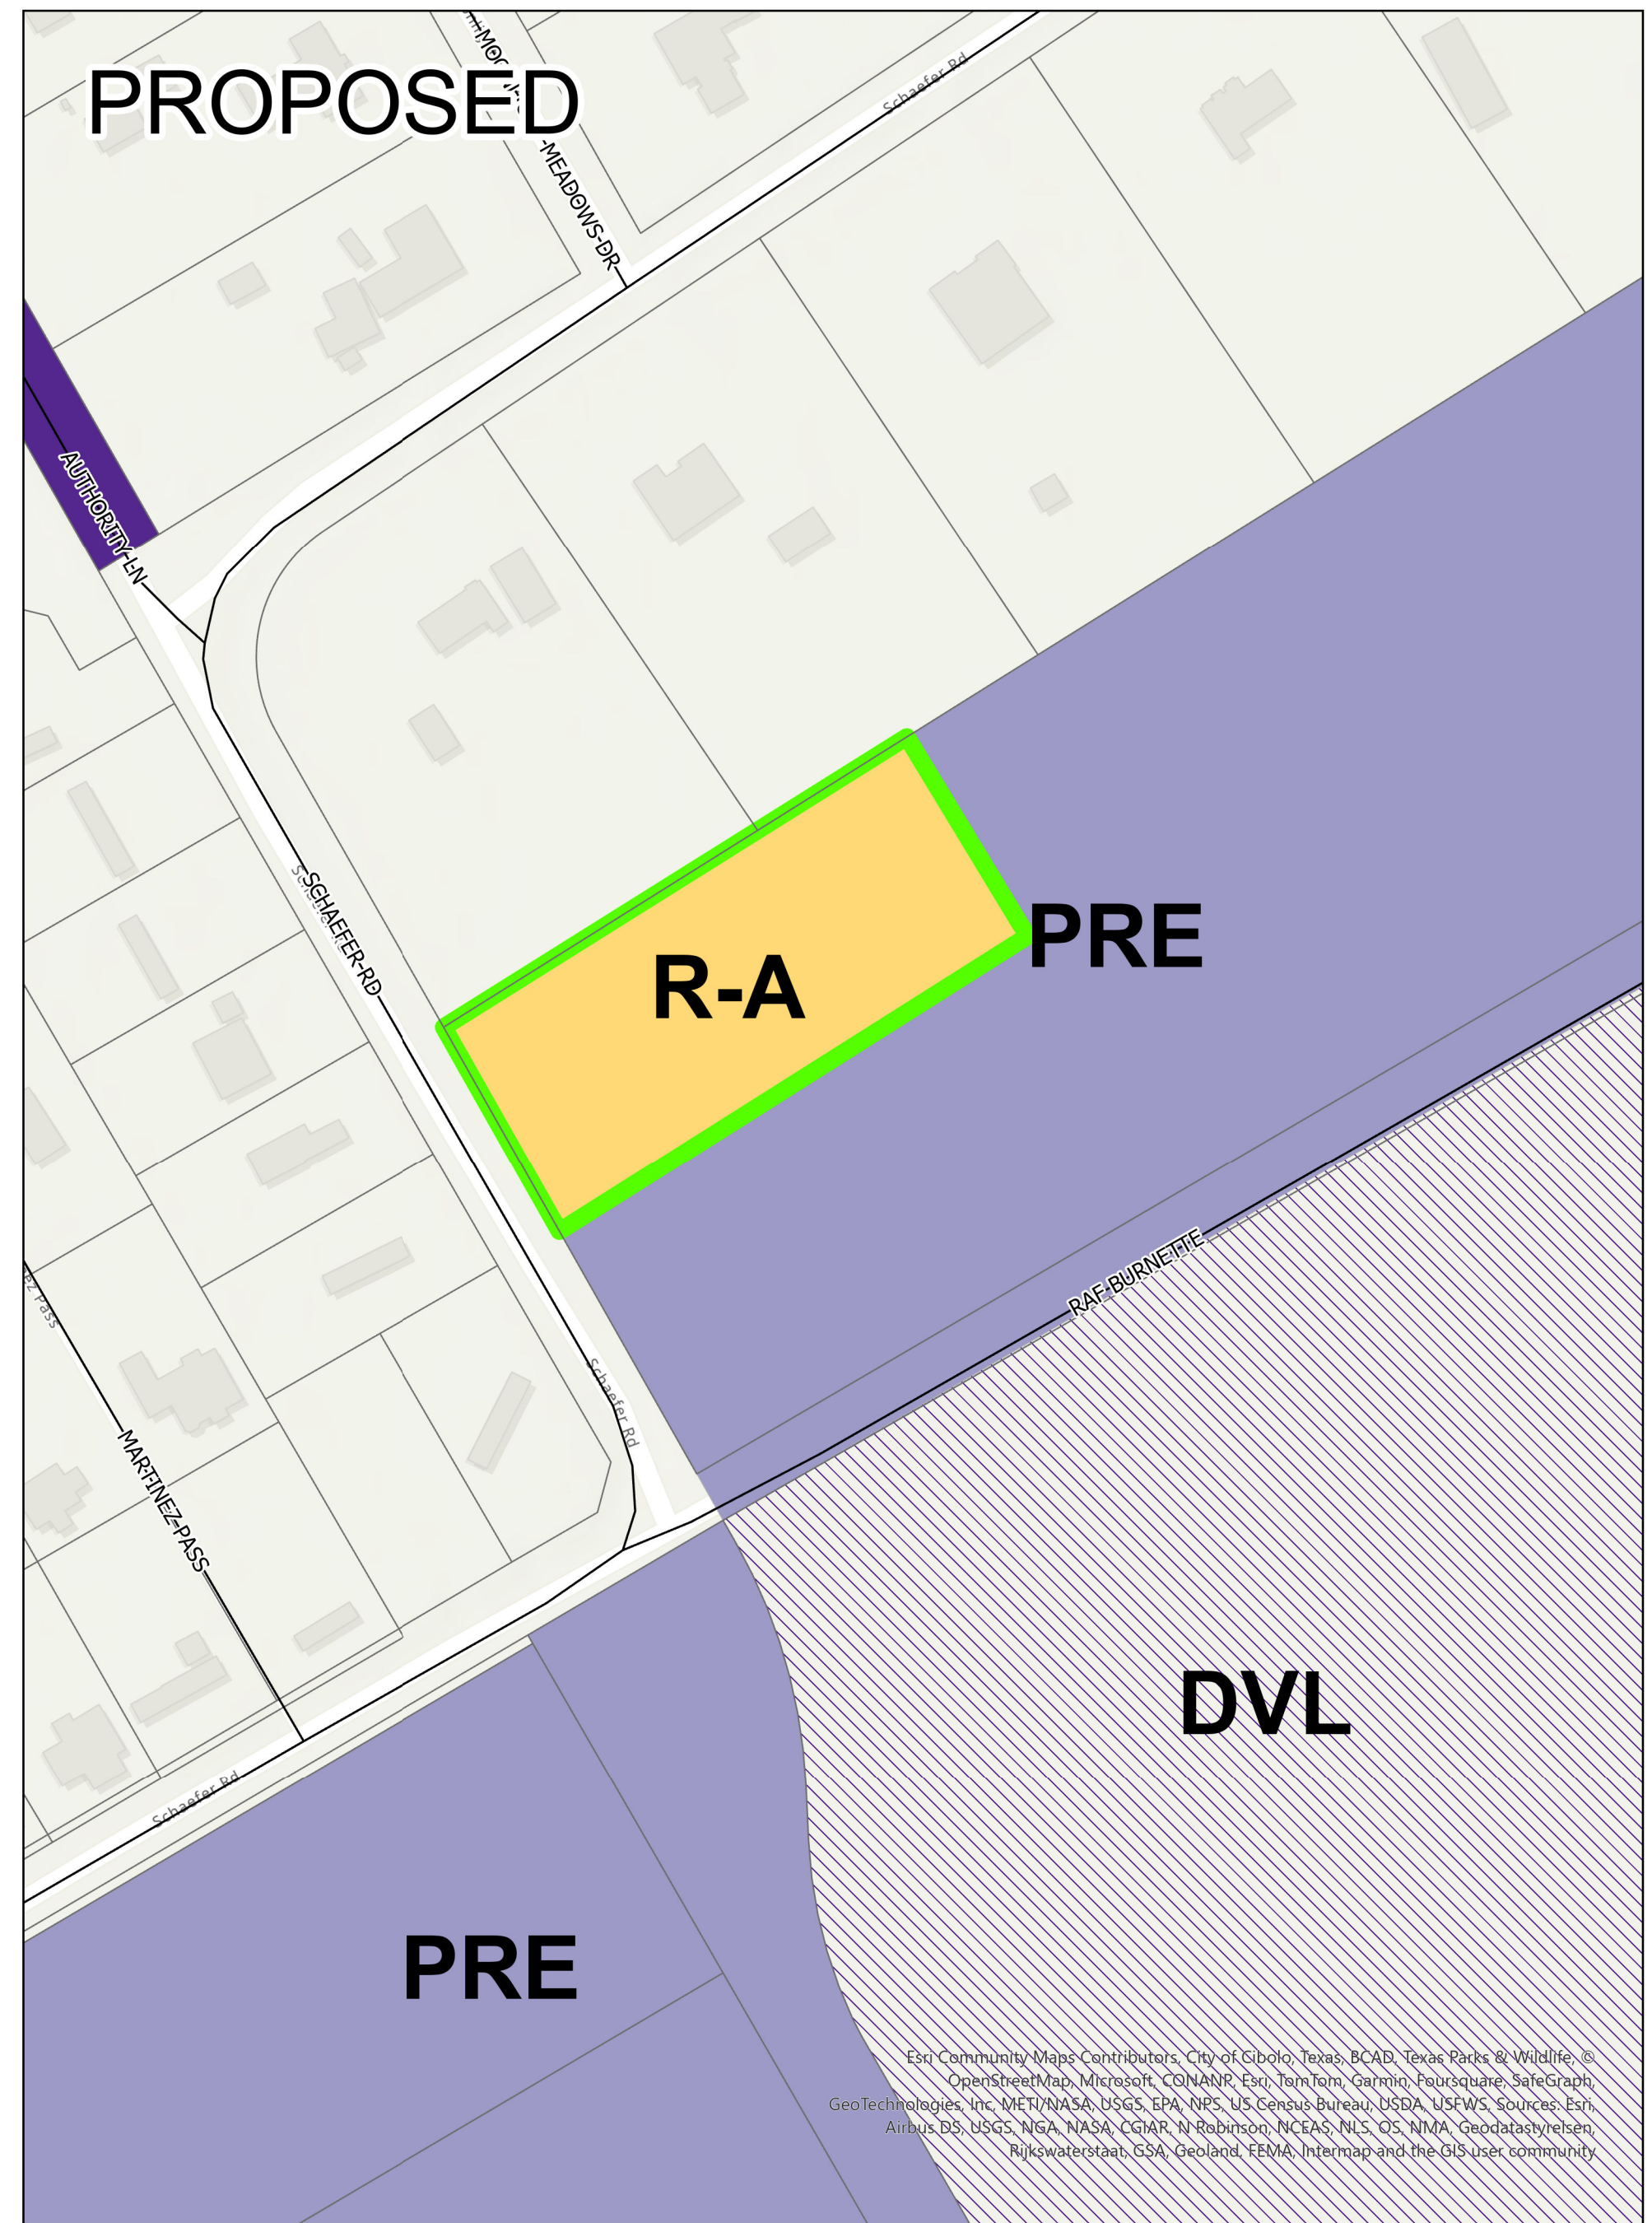 PROPOSED
-MEADOWS-DR
Schaefer Rd
AUTHORITY-LN
SCHAEFER-RD
R-A
PRE
RAF-BURNETTE
Schaefer Rd
Pass
MARTINEZ-PASS
DVL
Schaefer Rd
PRE
Esri Community Maps Contributors, City of Cibolo, Texas, BCAD, Texas Parks & Wildlife, ©
OpenStreetMap, Microsoft, CONANP, Esri, TomTom, Garmin, Foursquare, SafeGraph,
GeoTechnologies, Inc, METI/NASA, USGS, EPA, NPS, US Census Bureau, USDA, USFWS, Sources: Esri,
Airbus DS, USGS, NGA, NASA, CGIAR, N Robinson, NCEAS, NLS, OS, NMA, Geodatastyrelsen,
Rijkswaterstaat, GSA, Geoland, FEMA, Intermap and the GIS user community